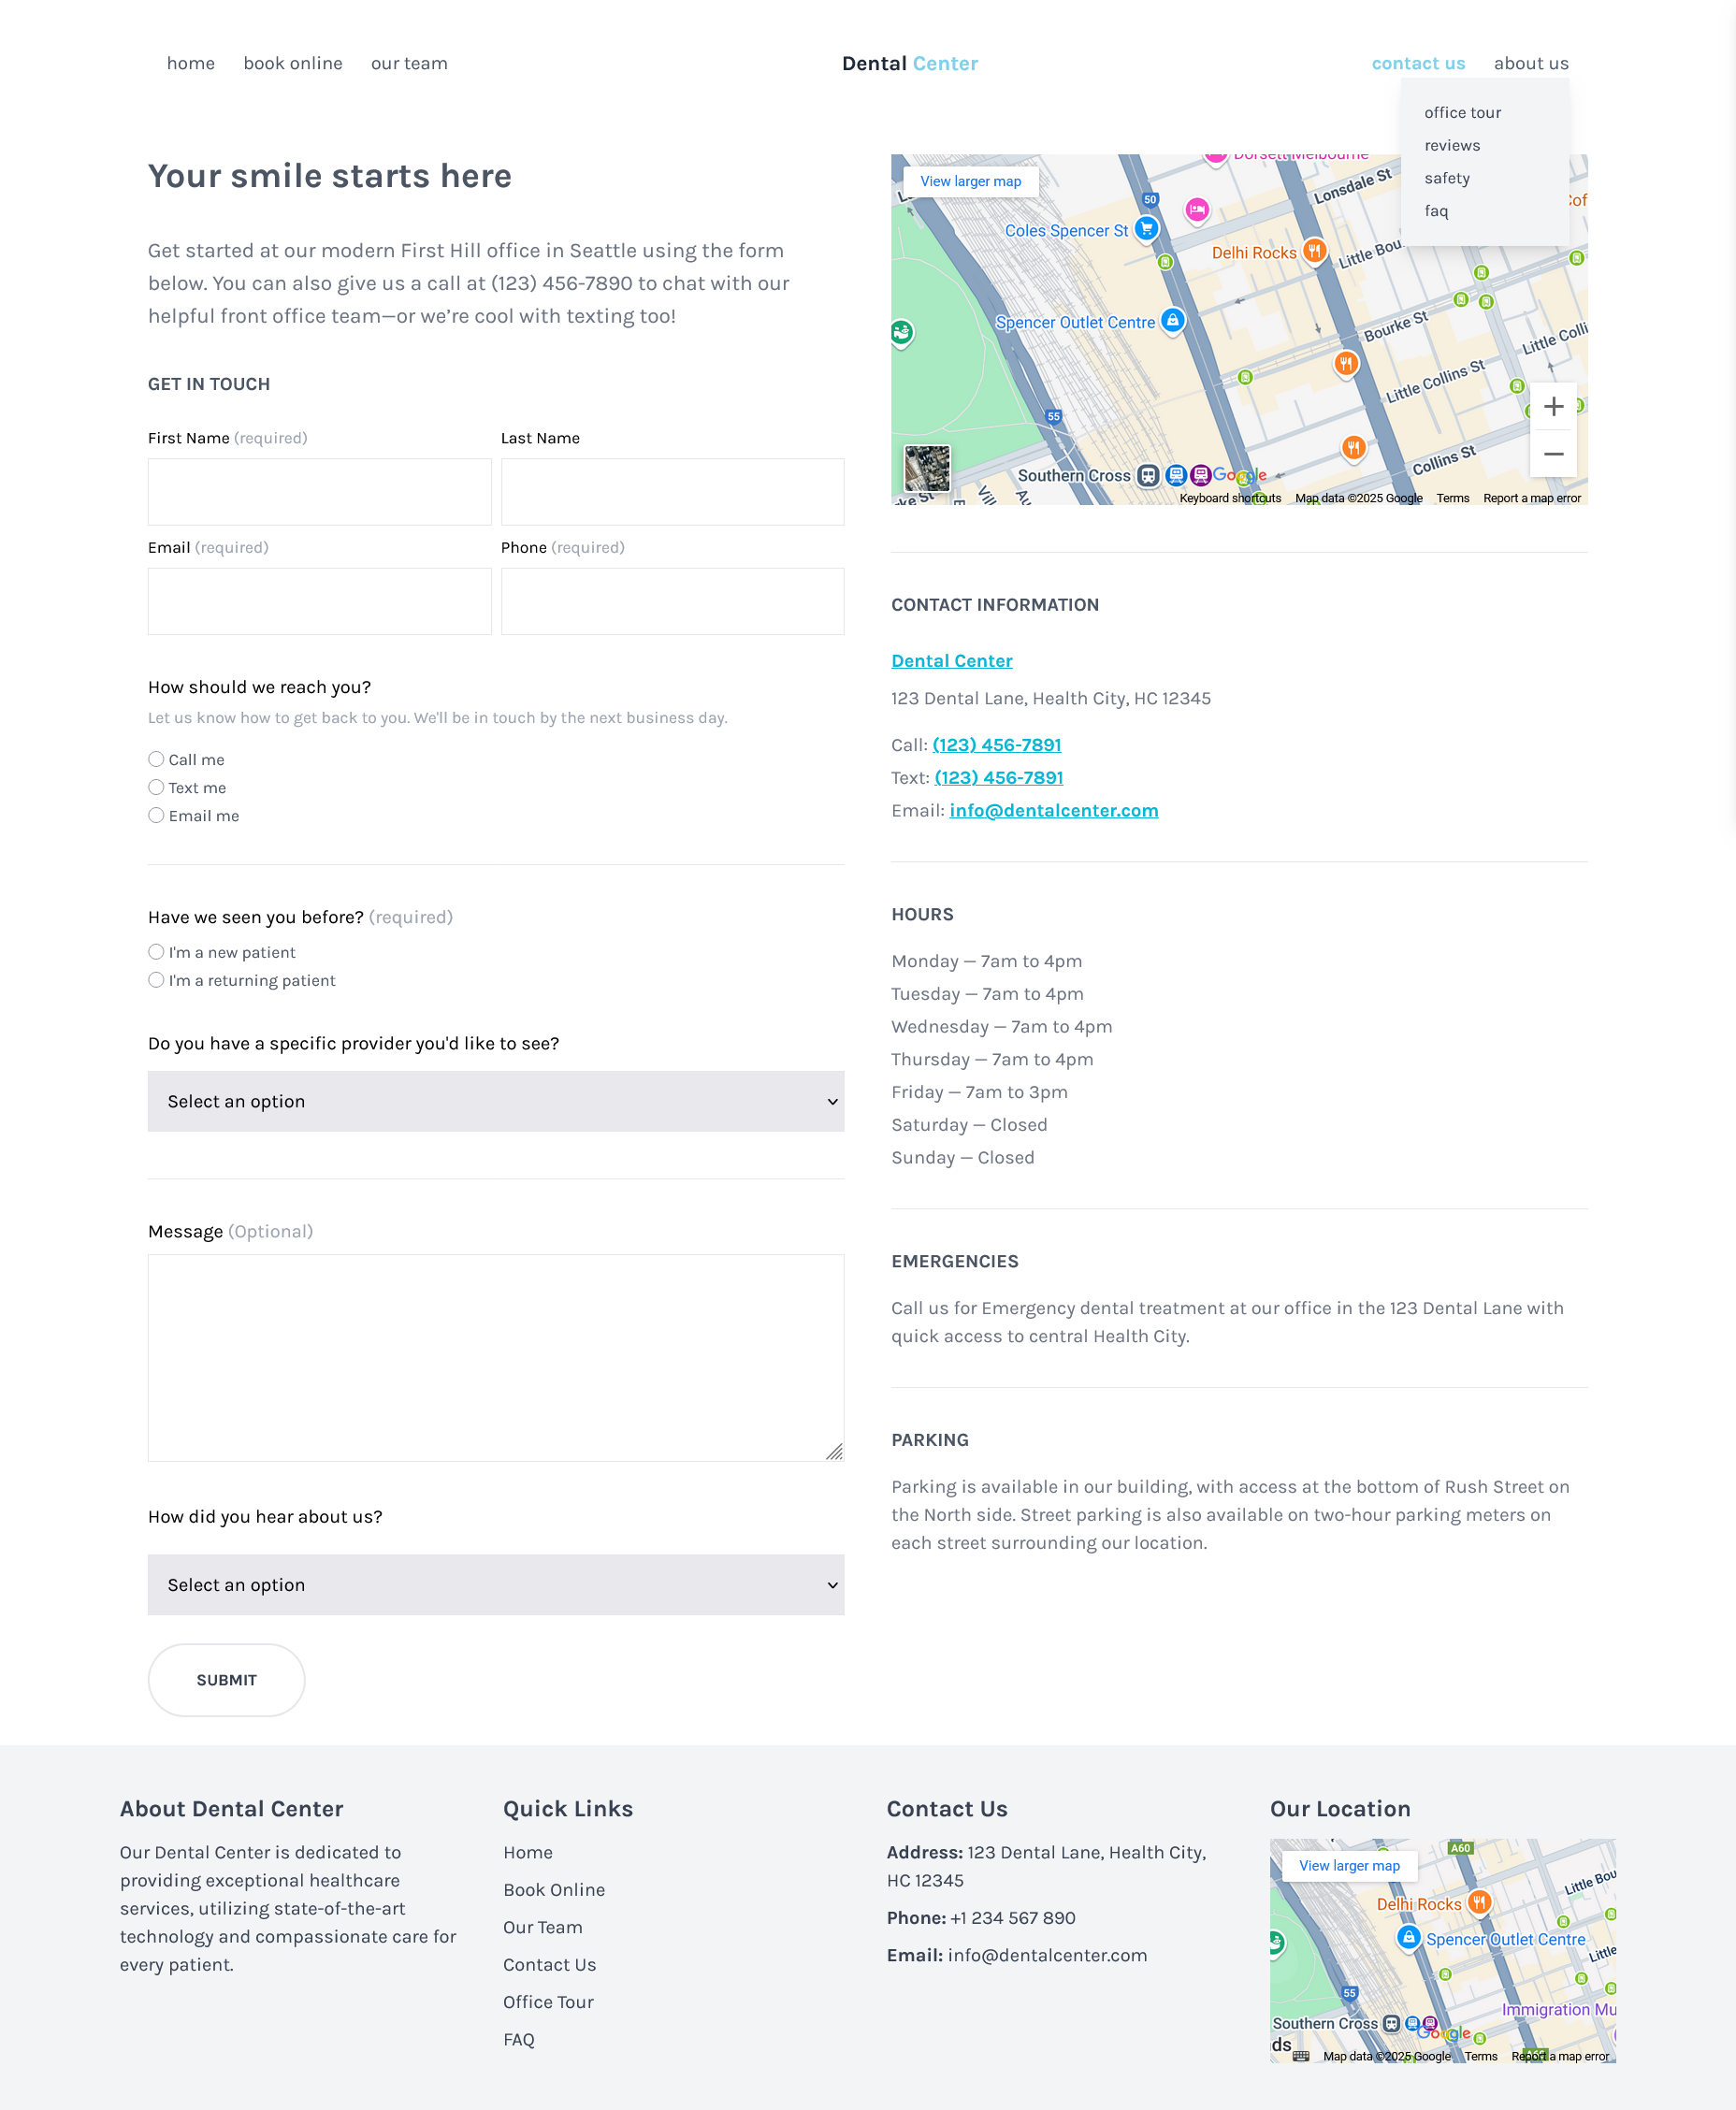 home book online our team
Dental Center
contact us about us
office tour
reviews
safety
faq
Your smile starts here
Get started at our modern First Hill office in Seattle using the form
below. You can also give us a call at (123) 456-7890 to chat with our
helpful front office team—or we’re cool with texting too!
GET IN TOUCH
First Name (required)
Last Name
Email (required)
Phone (required)
How should we reach you?
Let us know how to get back to you. We'll be in touch by the next business day.
Call me
Text me
Email me
Have we seen you before? (required)
I'm a new patient
I'm a returning patient
Do you have a specific provider you'd like to see?
Select an option
Message (Optional)
How did you hear about us?
Select an option
SUBMIT
Dorsett Melbourne
View larger map
Lonsdale St
50
Coles Spencer St
Delhi Rocks
Little Bou
Spencer Outlet Centre
Bourke St
Little Colli
Little Collins St
55
Collins St
Southern Cross
Google
Keyboard shortcuts Map data ©2025 Google Terms Report a map error
CONTACT INFORMATION
Dental Center
123 Dental Lane, Health City, HC 12345
Call: (123) 456-7891
Text: (123) 456-7891
Email: info@dentalcenter.com
HOURS
Monday — 7am to 4pm
Tuesday — 7am to 4pm
Wednesday — 7am to 4pm
Thursday — 7am to 4pm
Friday — 7am to 3pm
Saturday — Closed
Sunday — Closed
EMERGENCIES
Call us for Emergency dental treatment at our office in the 123 Dental Lane with
quick access to central Health City.
PARKING
Parking is available in our building, with access at the bottom of Rush Street on
the North side. Street parking is also available on two-hour parking meters on
each street surrounding our location.
About Dental Center
Our Dental Center is dedicated to
providing exceptional healthcare
services, utilizing state-of-the-art
technology and compassionate care for
every patient.
Quick Links
Home
Book Online
Our Team
Contact Us
Office Tour
FAQ
Contact Us
Address: 123 Dental Lane, Health City,
HC 12345
Phone: +1 234 567 890
Email: info@dentalcenter.com
Our Location
A60
View larger map
Little Bou
Delhi Rocks
Spencer Outlet Centre
Little
55
Immigration Mu
Southern Cross
Google
ds
Map data ©2025 Google Terms Report a map error